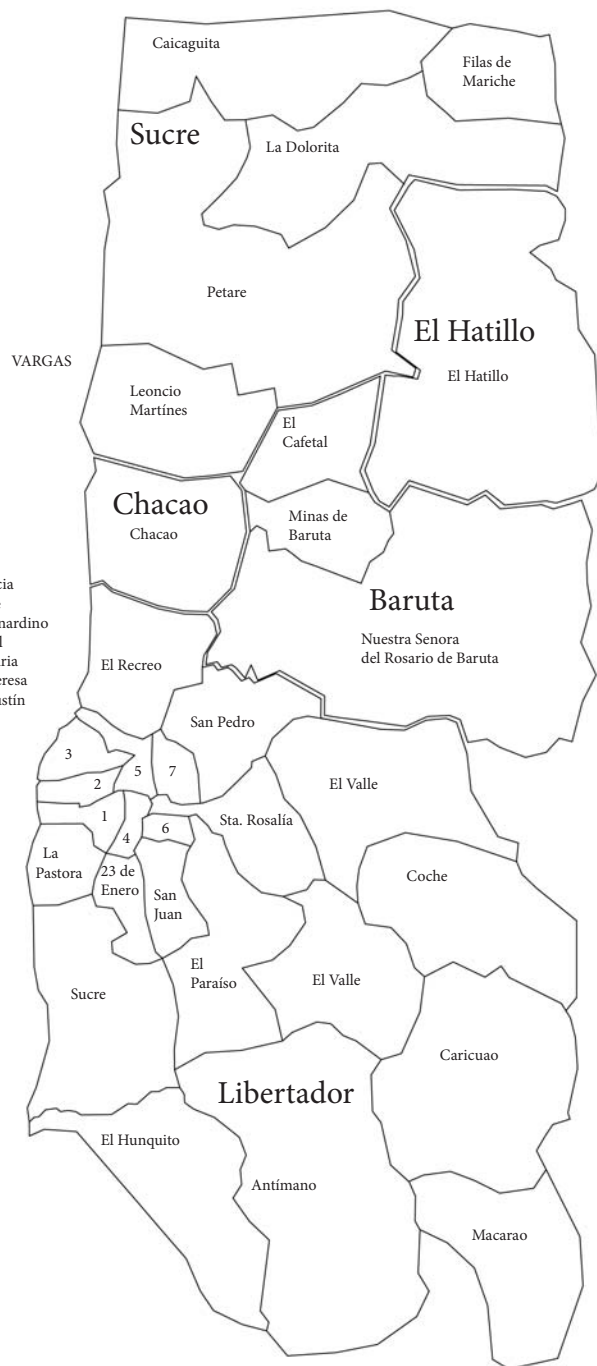 Caicaguita
Filas de
Mariche
Sucre
La Dolorita
Petare
El Hatillo
VARGAS
El Hatillo
Leoncio
Martínes
El
Cafetal
Chacao
Chacao
Minas de
Baruta
Baruta
Nuestra Senora
del Rosario de Baruta
El Recreo
San Pedro
3
5
7
2
El Valle
1
4
6
Sta. Rosalía
La
Pastora
23 de
Enero
San
Juan
Coche
Sucre
El
Paraíso
El Valle
Caricuao
Libertador
El Hunquito
Antímano
Macarao